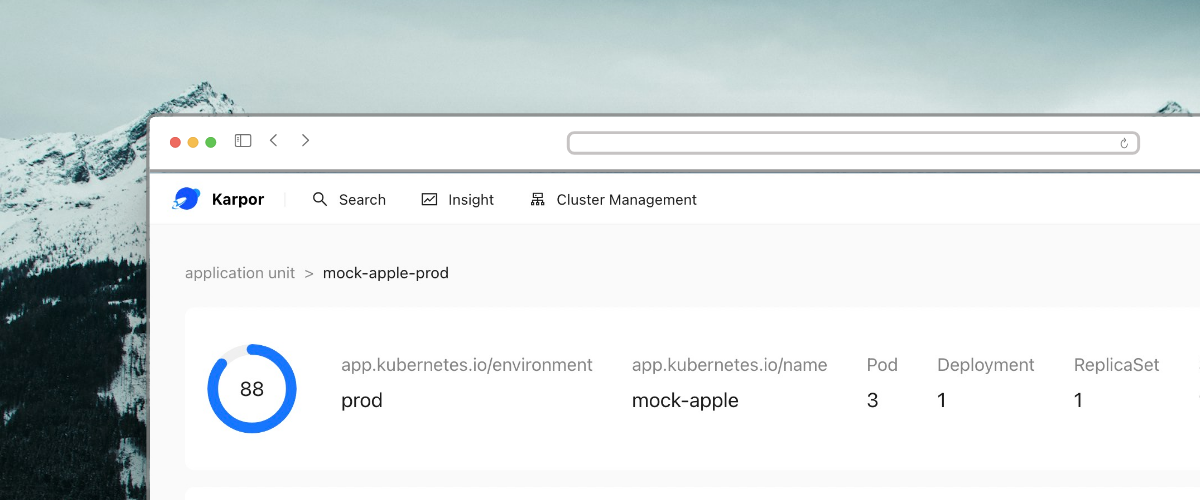 Karpor Search Insight Cluster Management
application unit > mock-apple-prod
88
app.kubernetes.io/environment app.kubernetes.io/name Pod Deployment ReplicaSet
prod mock-apple 3 1 1